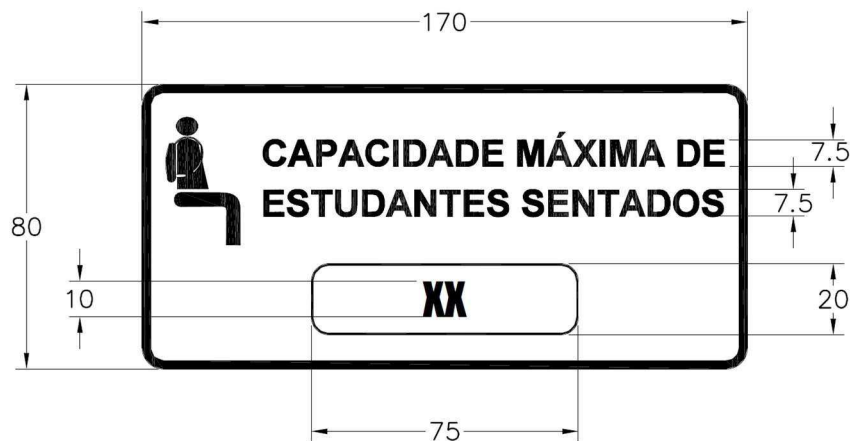 170
CAPACIDADE MÁXIMA DE
7.5
ESTUDANTES SENTADOS
7.5
80
10
XX
20
75